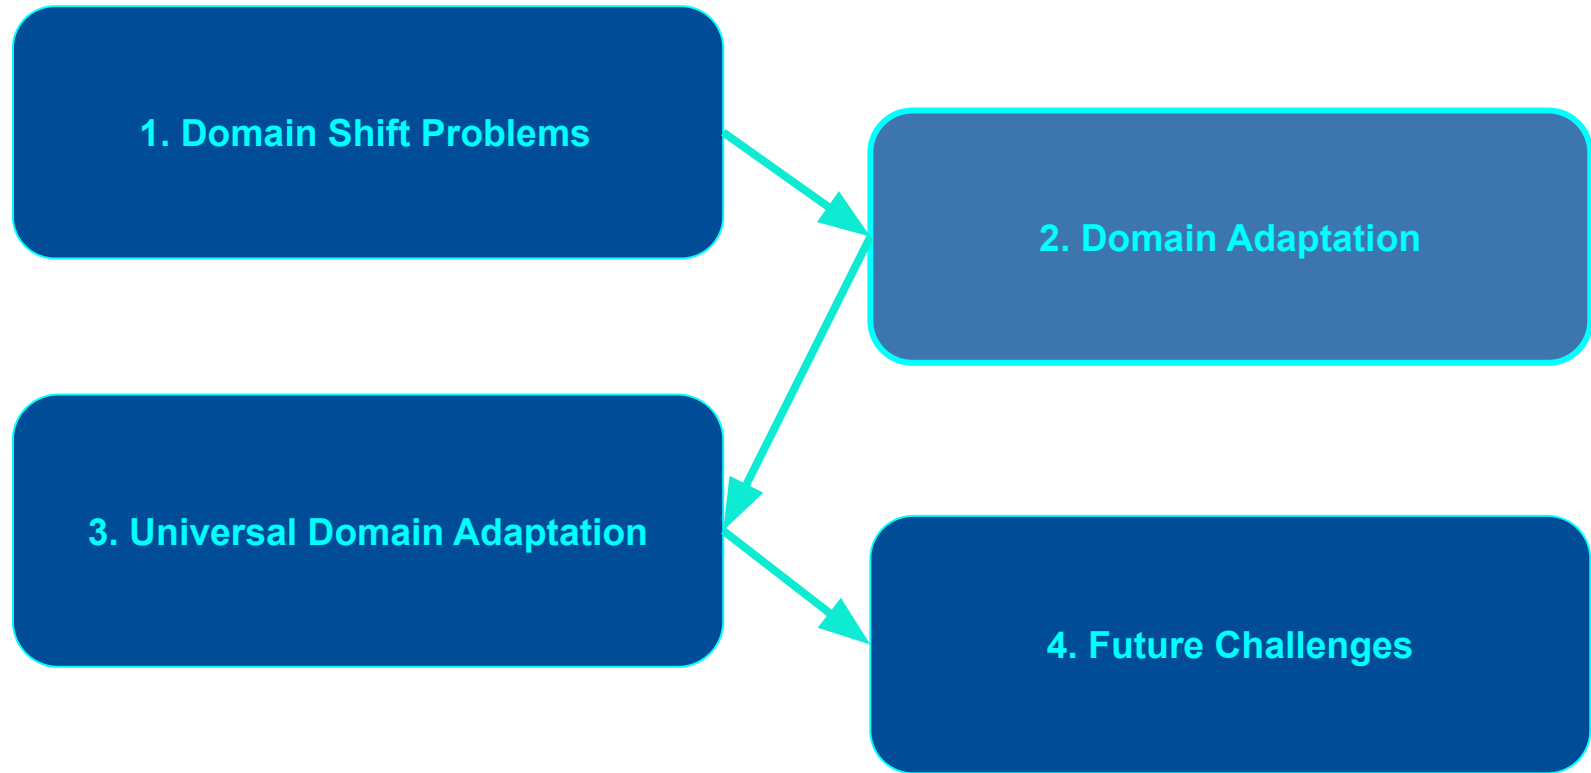 1. Domain Shift Problems
2. Domain Adaptation
3. Universal Domain Adaptation
4. Future Challenges